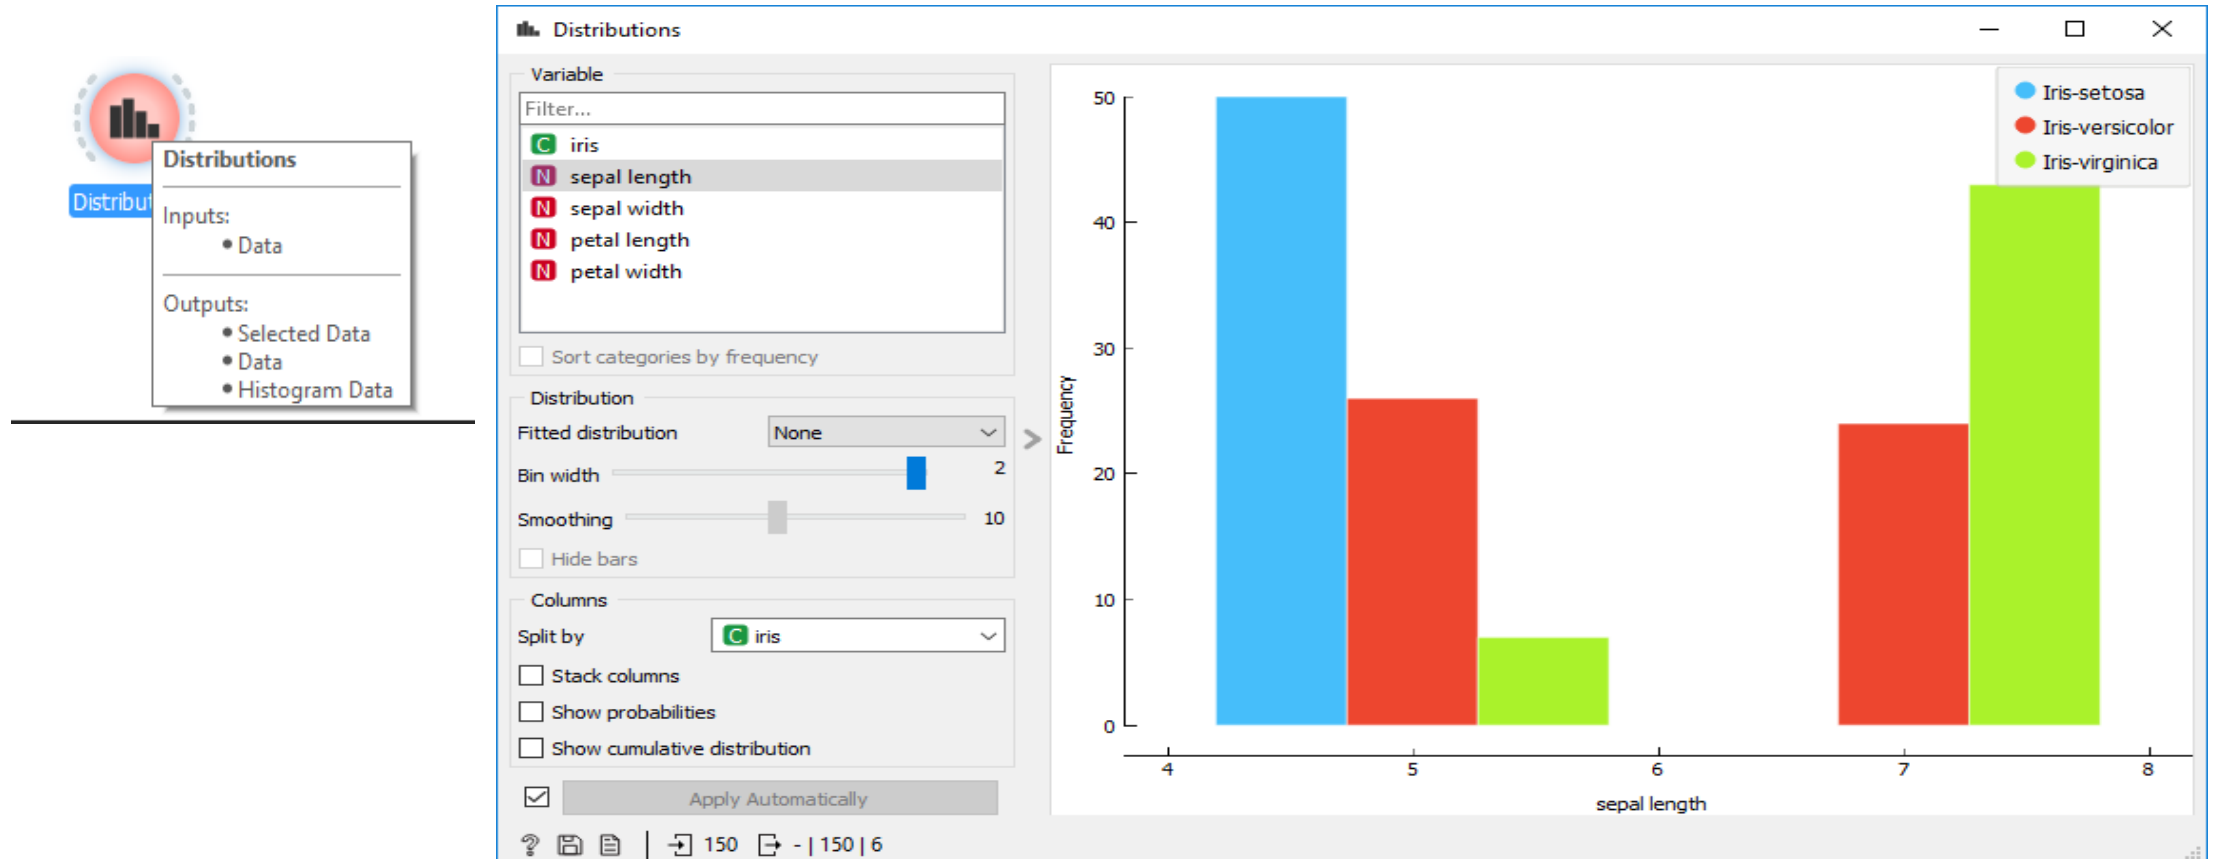 Distribut
Distributions
Inputs:
• Data
Outputs:
• Selected Data
• Data
• Histogram Data
Distributions
Variable
Filter...
C iris
N sepal length
N sepal width
N petal length
N petal width
Sort categories by frequency
Distribution
Fitted distribution None
Bin width 2
Smoothing 10
Hide bars
Columns
Split by C iris
Stack columns
Show probabilities
Show cumulative distribution
Apply Automatically
? 150 - | 150 | 6
>
Frequency
50
40
30
20
10
0
4 5 6 7 8
sepal length
Iris-setosa
Iris-versicolor
Iris-virginica